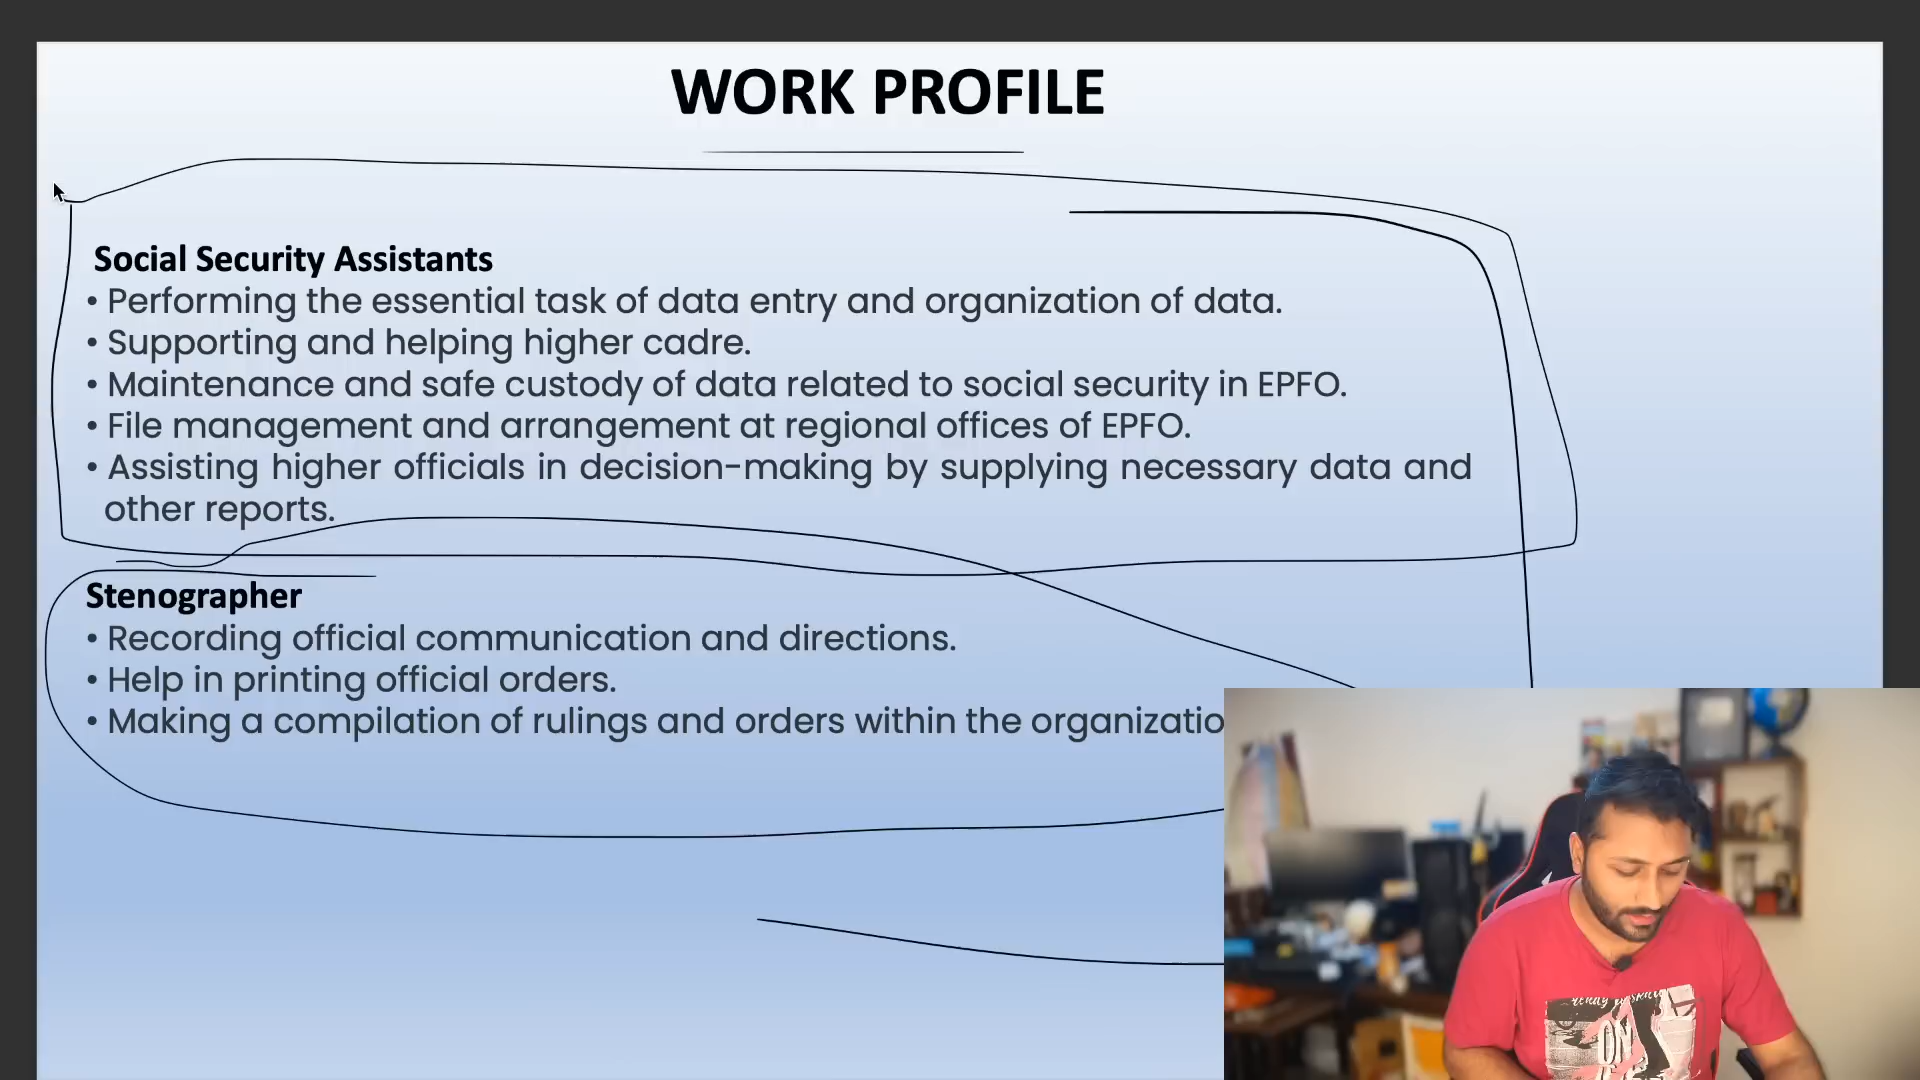 WORK PROFILE
Social Security Assistants
• Performing the essential task of data entry and organization of data.
• Supporting and helping higher cadre.
• Maintenance and safe custody of data related to social security in EPFO.
• File management and arrangement at regional offices of EPFO.
• Assisting higher officials in decision-making by supplying necessary data and
other reports.
Stenographer
• Recording official communication and directions.
• Help in printing official orders.
• Making a compilation of rulings and orders within the organizatio
ON